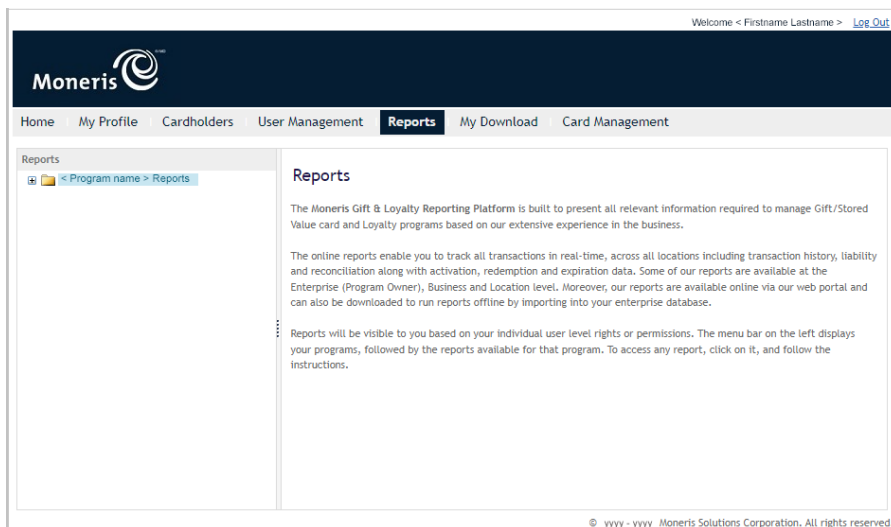 Welcome < Firstname Lastname > Log Out
Moneris
Home My Profile Cardholders User Management Reports My Download Card Management
Reports
< Program name > Reports
Reports
The Moneris Gift & Loyalty Reporting Platform is built to present all relevant information required to manage Gift/Stored
Value card and Loyalty programs based on our extensive experience in the business.
The online reports enable you to track all transactions in real-time, across all locations including transaction history, liability
and reconciliation along with activation, redemption and expiration data. Some of our reports are available at the
Enterprise (Program Owner), Business and Location level. Moreover, our reports are available online via our web portal and
can also be downloaded to run reports offline by importing into your enterprise database.
Reports will be visible to you based on your individual user level rights or permissions. The menu bar on the left displays
your programs, followed by the reports available for that program. To access any report, click on it, and follow the
instructions.
© yyyy - yyyy Moneris Solutions Corporation. All rights reserved